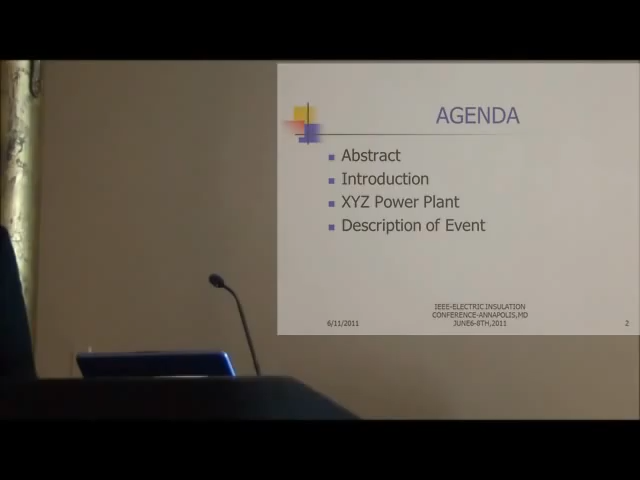 AGENDA
Abstract
Introduction
XYZ Power Plant
Description of Event
IEEE-ELECTRIC INSULATION
CONFERENCE-ANNAPOLIS,MD
6/11/2011 JUNE6-8TH,2011 2